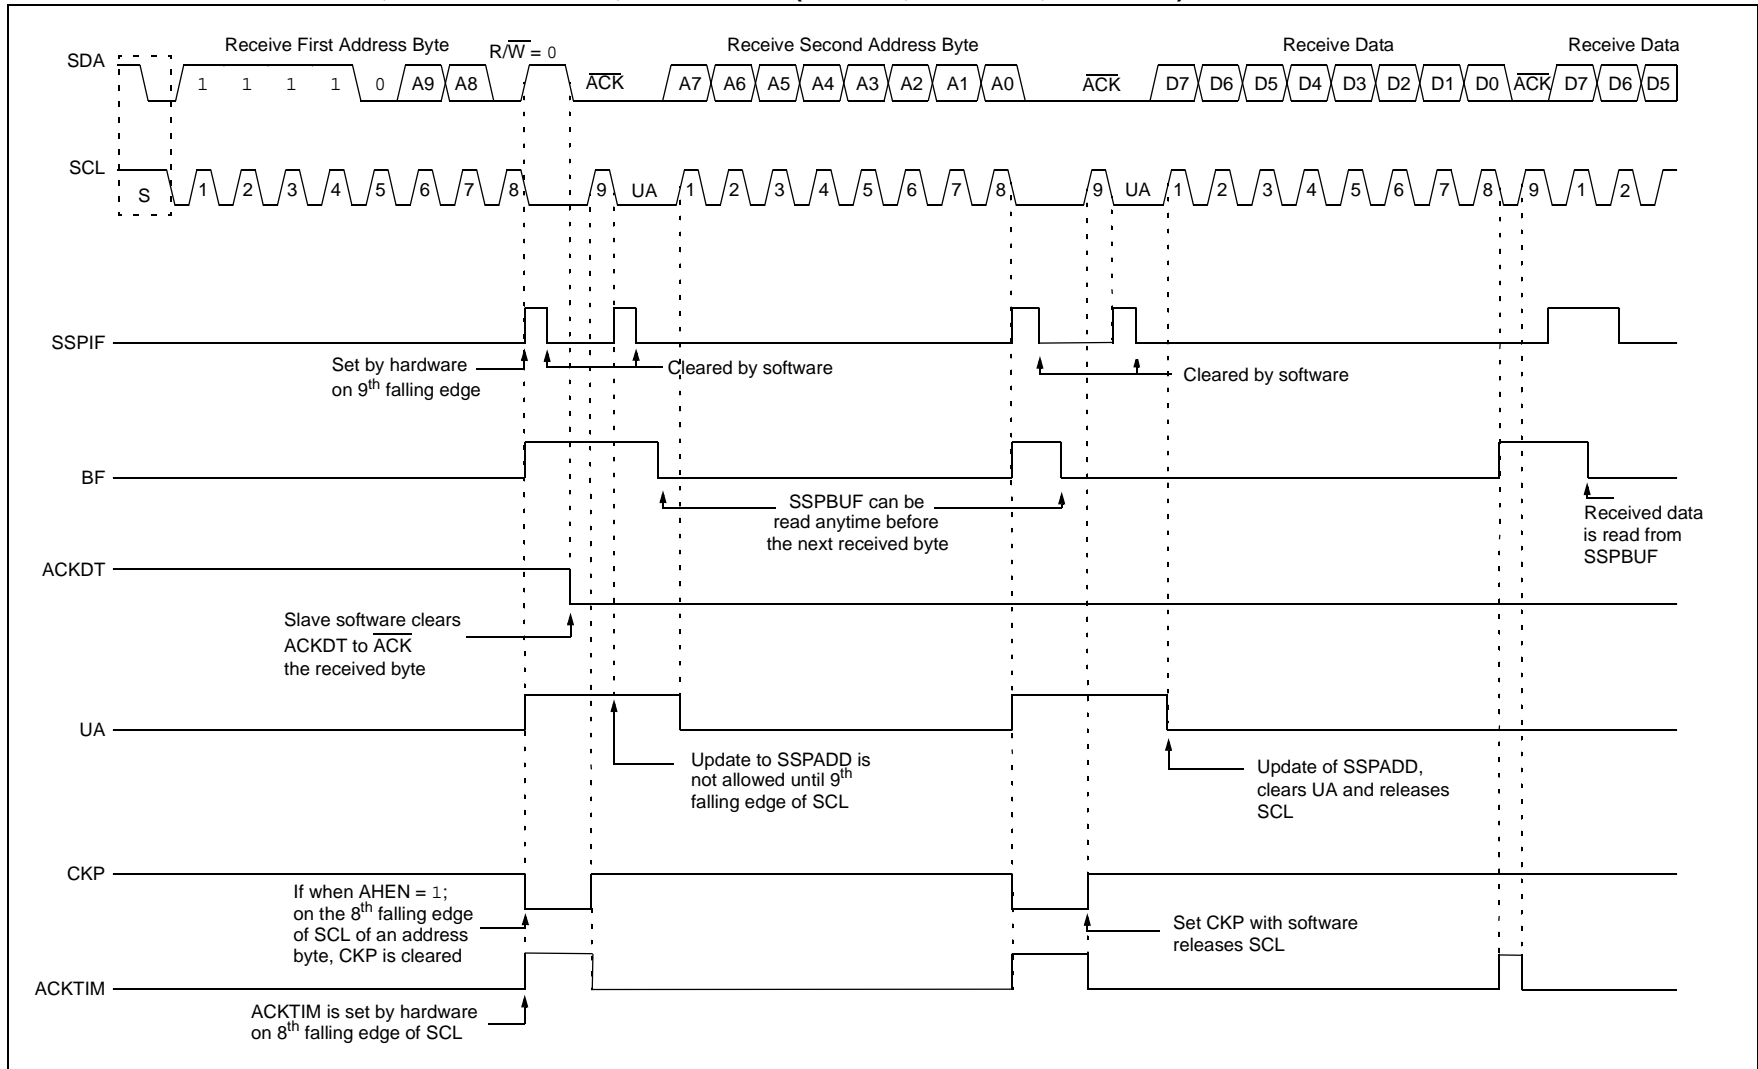 Receive First Address Byte
R/W = 0
Receive Second Address Byte
Receive Data
Receive Data
SDA
1 1 1 1 0 A9 A8 ACK A7 A6 A5 A4 A3 A2 A1 A0 ACK D7 D6 D5 D4 D3 D2 D1 D0 ACK D7 D6 D5
SCL
S 1 2 3 4 5 6 7 8 9 UA 1 2 3 4 5 6 7 8 9 UA 1 2 3 4 5 6 7 8 9 1 2
SSPIF
Set by hardware
on 9th falling edge
Cleared by software
Cleared by software
BF
SSPBUF can be
read anytime before
the next received byte
Received data
is read from
SSPBUF
ACKDT
Slave software clears
ACKDT to ACK
the received byte
UA
Update to SSPADD is
not allowed until 9th
falling edge of SCL
Update of SSPADD,
clears UA and releases
SCL
CKP
If when AHEN = 1;
on the 8th falling edge
of SCL of an address
byte, CKP is cleared
Set CKP with software
releases SCL
ACKTIM
ACKTIM is set by hardware
on 8th falling edge of SCL